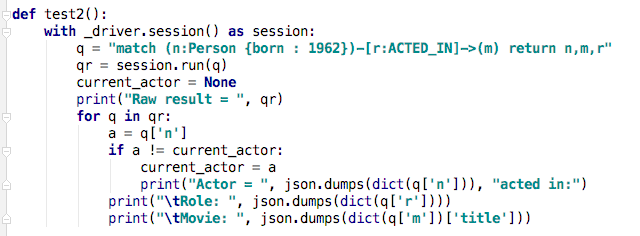 def test2():
    with _driver.session() as session:
        q = "match (n:Person {born : 1962})-[r:ACTED_IN]->(m) return n,m,r"
        qr = session.run(q)
        current_actor = None
        print("Raw result = ", qr)
        for q in qr:
            a = q['n']
            if a != current_actor:
                current_actor = a
                print("Actor = ", json.dumps(dict(q['n'])), "acted in:")
            print("\tRole: ", json.dumps(dict(q['r'])))
            print("\tMovie: ", json.dumps(dict(q['m'])['title']))